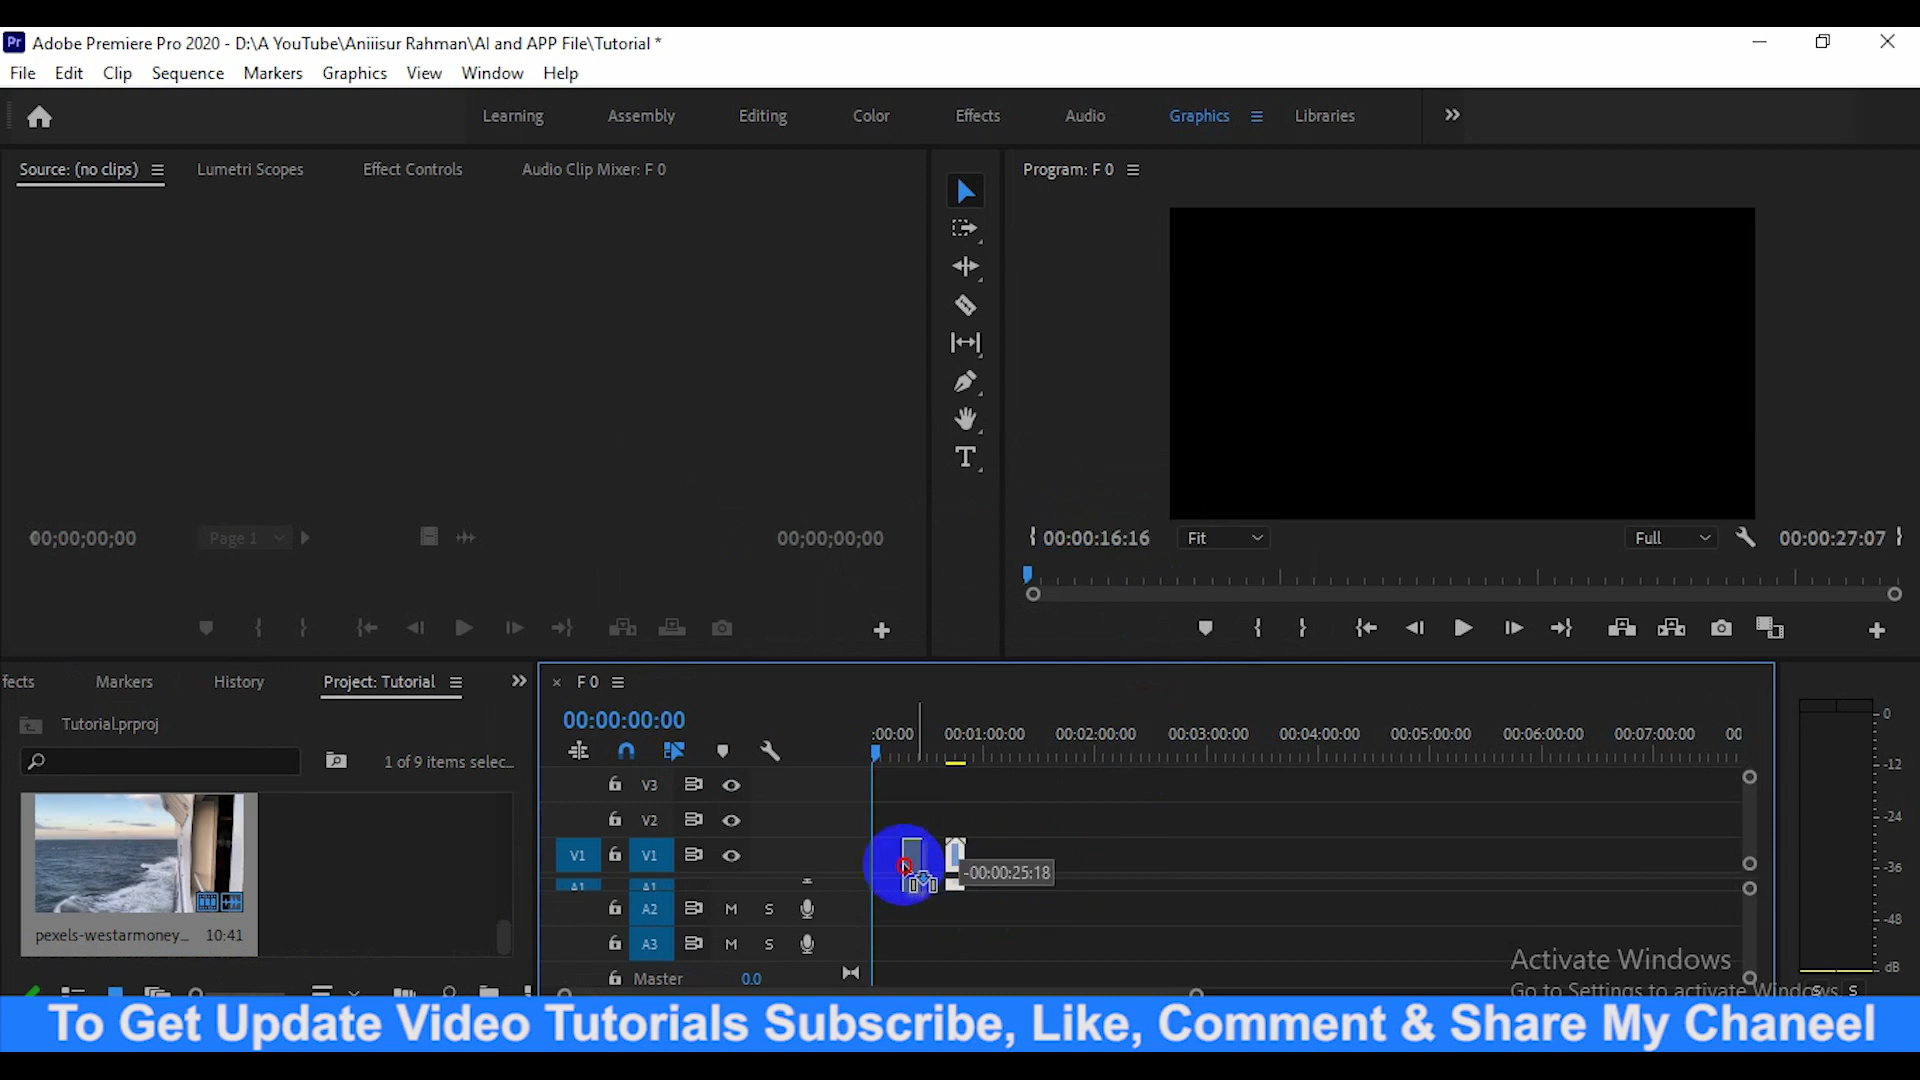 Pr Adobe Premiere Pro 2020 - D:\A YouTube\Aniiisur Rahman\AI and APP File\Tutorial *
File Edit Clip Sequence Markers Graphics View Window Help
Learning Assembly Editing Color Effects Audio Graphics Libraries
Source: (no clips) Lumetri Scopes Effect Controls Audio Clip Mixer: F 0 Program: F 0
00;00;00;00 Page 1 00;00;00;00 00:00:16:16 Fit Full 00:00:27:07
fects Markers History Project: Tutorial × F 0
Tutorial.prproj 00:00:00:00 :00:00 00:01:00:00 00:02:00:00 00:03:00:00 00:04:00:00 00:05:00:00 00:06:00:00 00:07:00:00 00
1 of 9 items selec...
V3
V2
V1 V1
-00:00:25:18
A1 A1
A2 M S
A3 M S
pexels-westarmoney... 10:41
Master 0.0
0
-12
-24
-36
-48
dB
S S
Activate Windows
Go to Settings to activate Windows.
To Get Update Video Tutorials Subscribe, Like, Comment & Share My Chaneel